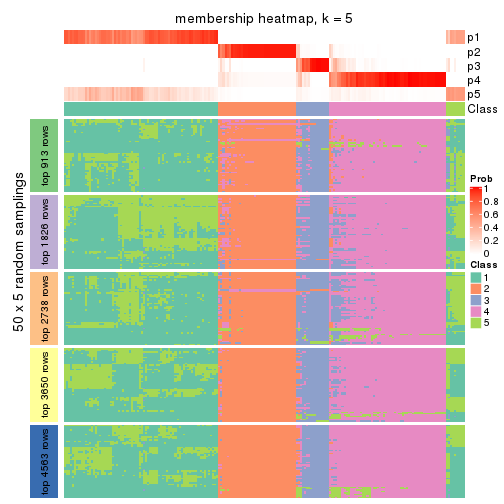 membership heatmap, k = 5
p1
p2
p3
p4
p5
Class
50 x 5 random samplings
top 913 rows
top 1826 rows
top 2738 rows
top 3650 rows
top 4563 rows
Prob
1
0.8
0.6
0.4
0.2
0
Class
1
2
3
4
5